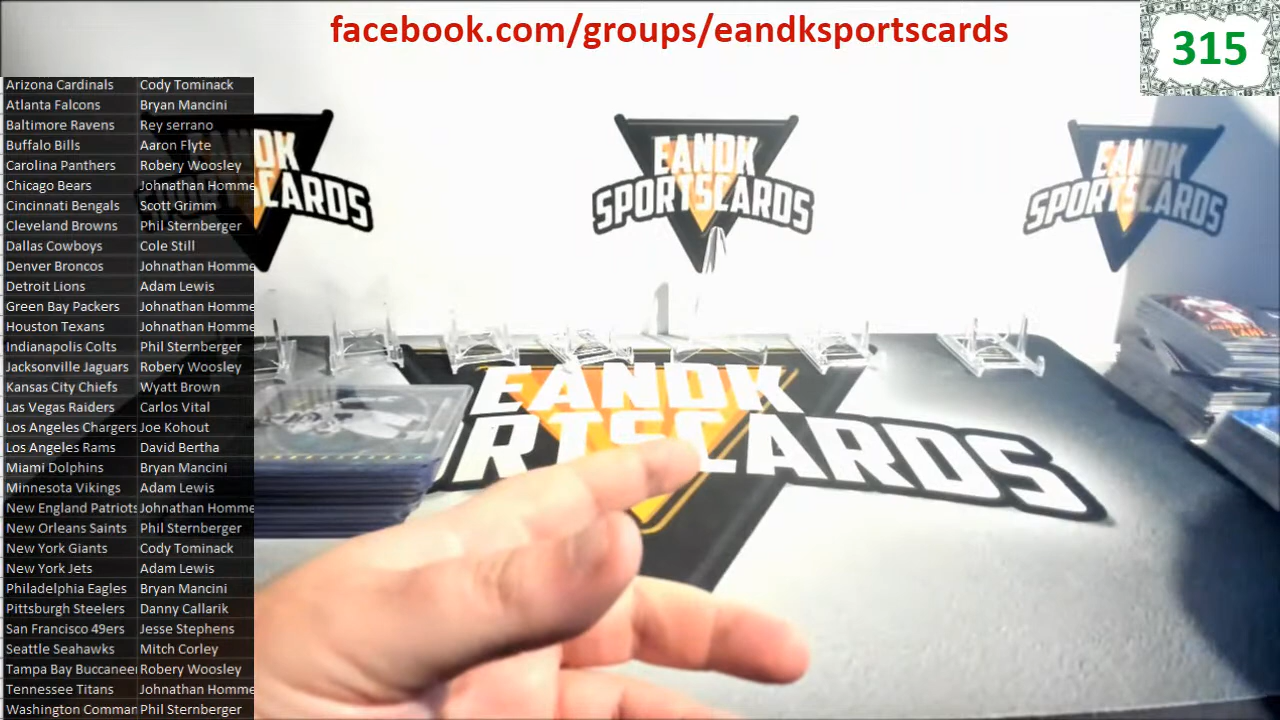 facebook.com/groups/eandksportscards
315
Arizona Cardinals Cody Tominack
Atlanta Falcons Bryan Mancini
Baltimore Ravens Rey serrano
Buffalo Bills Aaron Flyte
Carolina Panthers Robery Woosley
Chicago Bears Johnathan Homme
Cincinnati Bengals Scott Grimm
Cleveland Browns Phil Sternberger
Dallas Cowboys Cole Still
Denver Broncos Johnathan Homme
Detroit Lions Adam Lewis
Green Bay Packers Johnathan Homme
Houston Texans Johnathan Homme
Indianapolis Colts Phil Sternberger
Jacksonville Jaguars Robery Woosley
Kansas City Chiefs Wyatt Brown
Las Vegas Raiders Carlos Vital
Los Angeles Chargers Joe Kohout
Los Angeles Rams David Bertha
Miami Dolphins Bryan Mancini
Minnesota Vikings Adam Lewis
New England Patriots Johnathan Homme
New Orleans Saints Phil Sternberger
New York Giants Cody Tominack
New York Jets Adam Lewis
Philadelphia Eagles Bryan Mancini
Pittsburgh Steelers Danny Callarik
San Francisco 49ers Jesse Stephens
Seattle Seahawks Mitch Corley
Tampa Bay Buccaneer Robery Woosley
Tennessee Titans Johnathan Homme
Washington Comman Phil Sternberger
DK
CARDS
EANDK
SPORTSCARDS
EANDK
SPORTSCARDS
EANDK
ORTSCARDS